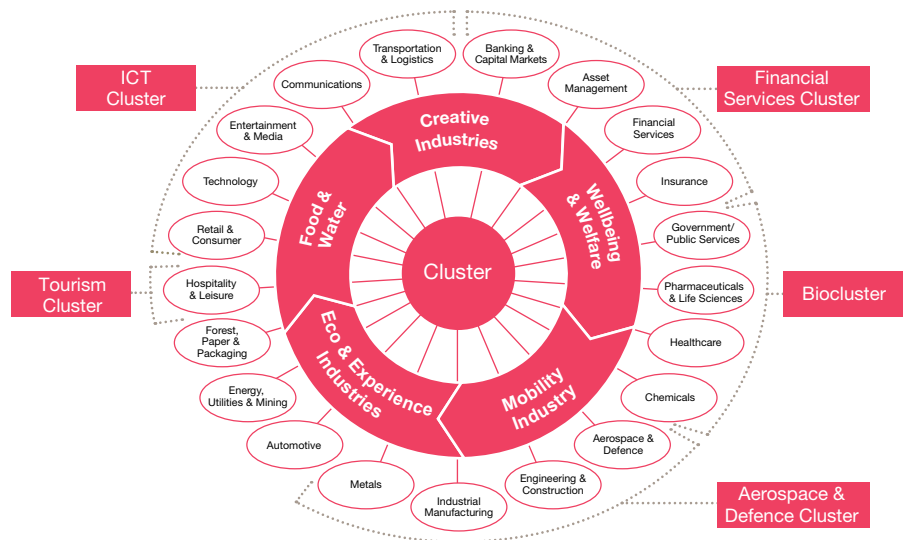 Transportation
& Logistics
Banking &
Capital Markets
ICT
Cluster
Communications
Asset
Management
Financial
Services Cluster
Entertainment
& Media
Creative
Industries
Financial
Services
Technology
Food &
Water
Wellbeing
& Welfare
Insurance
Retail &
Consumer
Government/
Public Services
Tourism
Cluster
Hospitality
& Leisure
Cluster
Pharmaceuticals
& Life Sciences
Biocluster
Forest,
Paper &
Packaging
Healthcare
Eco & Experience
Industries
Mobility
Industry
Energy,
Utilities & Mining
Chemicals
Automotive
Aerospace &
Defence
Metals
Industrial
Manufacturing
Engineering &
Construction
Aerospace &
Defence Cluster